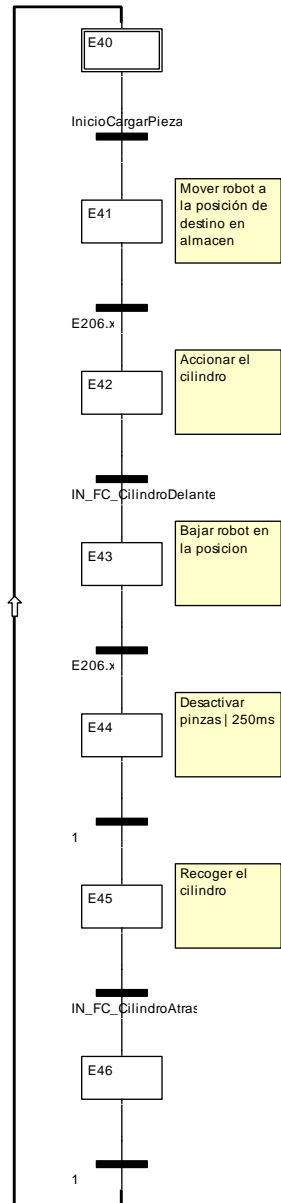 E40
InicioCargarPieza
E41
Mover robot a
la posición de
destino en
almacen
E206.x
E42
Accionar el
cilindro
IN_FC_CilindroDelante
E43
Bajar robot en
la posicion
E206.x
E44
Desactivar
pinzas | 250ms
1
E45
Recoger el
cilindro
IN_FC_CilindroAtras
E46
1